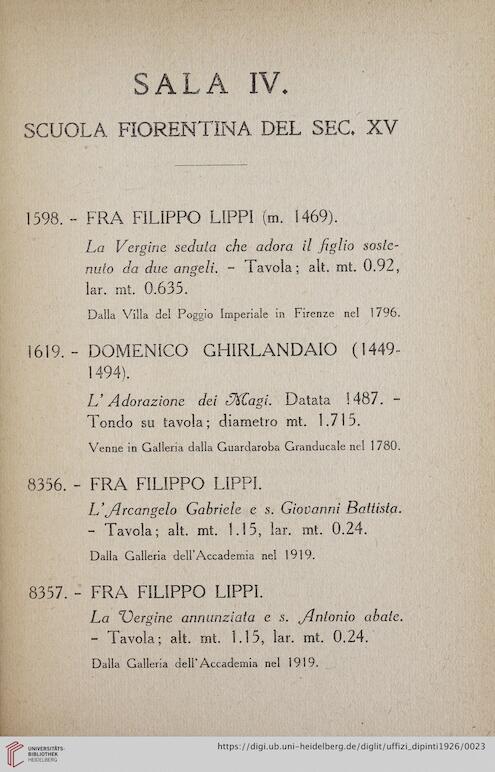 SALA IV.
SCUOLA FIORENTINA DEL SEC. XV
1598. - FRA FILIPPO LIPPI (m. 1469).
La Vergine seduta che adora il figlio soste-
nuto da due angeli. - Tavola; alt. mt. 0.92,
lar. mt. 0.635.
Dalla Villa del Poggio Imperiale in Firenze nel 1796.
1619. - DOMENICO GHIRLANDAIO (1449-
1494).
L'Adorazione dei Magi. Datata 1487. -
Tondo su tavola; diametro mt. 1.715.
Venne in Galleria dalla Guardaroba Granducale nel 1780.
8356. - FRA FILIPPO LIPPI.
L'Arcangelo Gabriele e s. Giovanni Battista.
- Tavola; alt. mt. 1.15, lar. mt. 0.24.
Dalla Galleria dell'Accademia nel 1919.
8357. - FRA FILIPPO LIPPI.
La Vergine annunziata e s. Antonio abate.
- Tavola; alt. mt. 1.15, lar. mt. 0.24.
Dalla Galleria dell'Accademia nel 1919.
UNIVERSITÄTS-
BIBLIOTHEK
HEIDELBERG
https://digi.ub.uni-heidelberg.de/diglit/uffizi_dipinti1926/0023